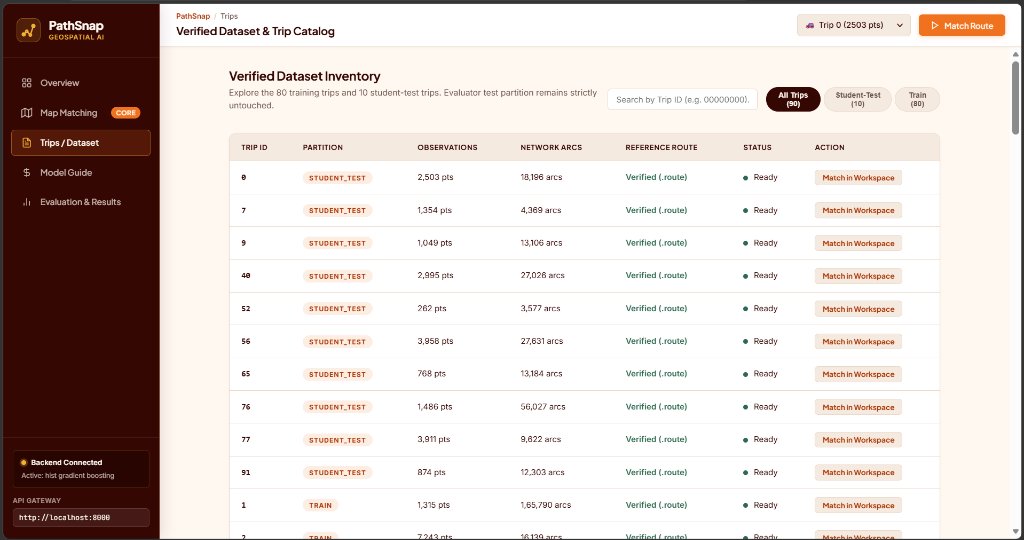 PathSnap
GEOSPATIAL AI
Overview
Map Matching CORE
Trips / Dataset
Model Guide
Evaluation & Results
Backend Connected
Active: hist gradient boosting
API GATEWAY
http://localhost:8000
PathSnap / Trips
Verified Dataset & Trip Catalog
Trip 0 (2503 pts)
Match Route
Verified Dataset Inventory
Explore the 80 training trips and 10 student-test trips. Evaluator test partition remains strictly
untouched.
Search by Trip ID (e.g. 00000000).
All Trips
(90)
Student-Test
(10)
Train
(80)
TRIP ID PARTITION OBSERVATIONS NETWORK ARCS REFERENCE ROUTE STATUS ACTION
0 STUDENT_TEST 2,503 pts 18,196 arcs Verified (.route) Ready Match in Workspace
7 STUDENT_TEST 1,354 pts 4,369 arcs Verified (.route) Ready Match in Workspace
9 STUDENT_TEST 1,049 pts 13,106 arcs Verified (.route) Ready Match in Workspace
40 STUDENT_TEST 2,995 pts 27,026 arcs Verified (.route) Ready Match in Workspace
52 STUDENT_TEST 262 pts 3,577 arcs Verified (.route) Ready Match in Workspace
56 STUDENT_TEST 3,958 pts 27,631 arcs Verified (.route) Ready Match in Workspace
65 STUDENT_TEST 768 pts 13,184 arcs Verified (.route) Ready Match in Workspace
76 STUDENT_TEST 1,486 pts 56,027 arcs Verified (.route) Ready Match in Workspace
77 STUDENT_TEST 3,911 pts 9,622 arcs Verified (.route) Ready Match in Workspace
91 STUDENT_TEST 874 pts 12,303 arcs Verified (.route) Ready Match in Workspace
1 TRAIN 1,315 pts 1,65,790 arcs Verified (.route) Ready Match in Workspace
2 TRAIN 7,243 pts 16,139 arcs Verified (.route) Ready Match in Workspace